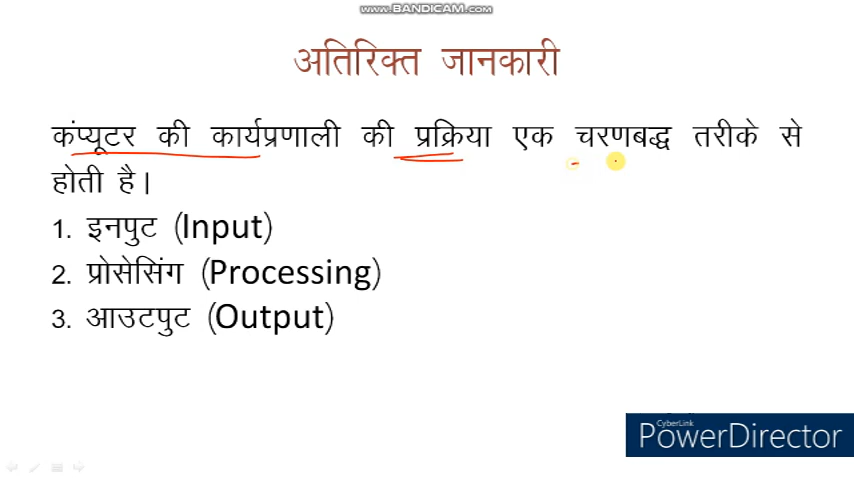 www.BANDICAM.com
अतिरिक्त जानकारी
कंप्यूटर की कार्यप्रणाली की प्रक्रिया एक चरणबद्ध तरीके से
होती है।
1. इनपुट (Input)
2. प्रोसेसिंग (Processing)
3. आउटपुट (Output)
CyberLink
PowerDirector